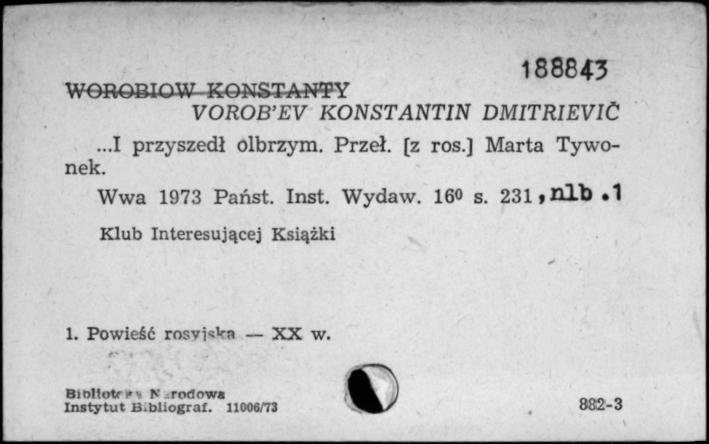 188843
WOROBIOW KONSTANTY
VOROB'EV KONSTANTIN DMITRIEVIČ
...I przyszedł olbrzym. Przeł. [z ros.] Marta Tywo-
nek.
Wwa 1973 Państ. Inst. Wydaw. 16⁰ s. 231, nlb .1
Klub Interesującej Książki
1. Powieść rosyjska — XX w.
Biblioteka Narodowa
Instytut Bibliograf. 11006/73
882-3